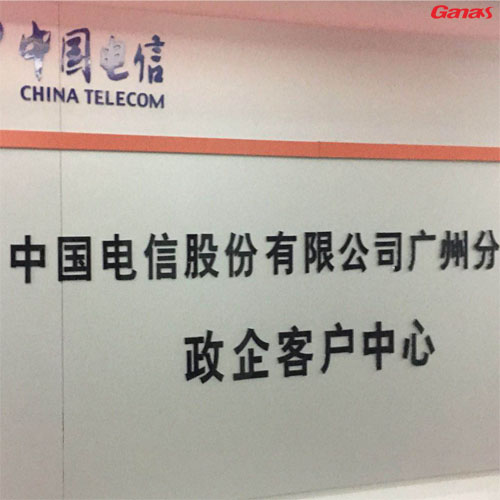 Ganas
中国电信
CHINA TELECOM
中国电信股份有限公司广州分
政企客户中心